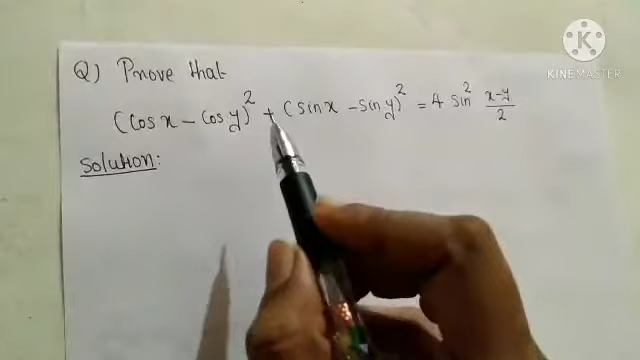 K
KINEMASTER
Q) Prove that
(Cos x - Cos y)² + (Sin x - Sin y)² = 4 Sin² x-y/2
Solution: